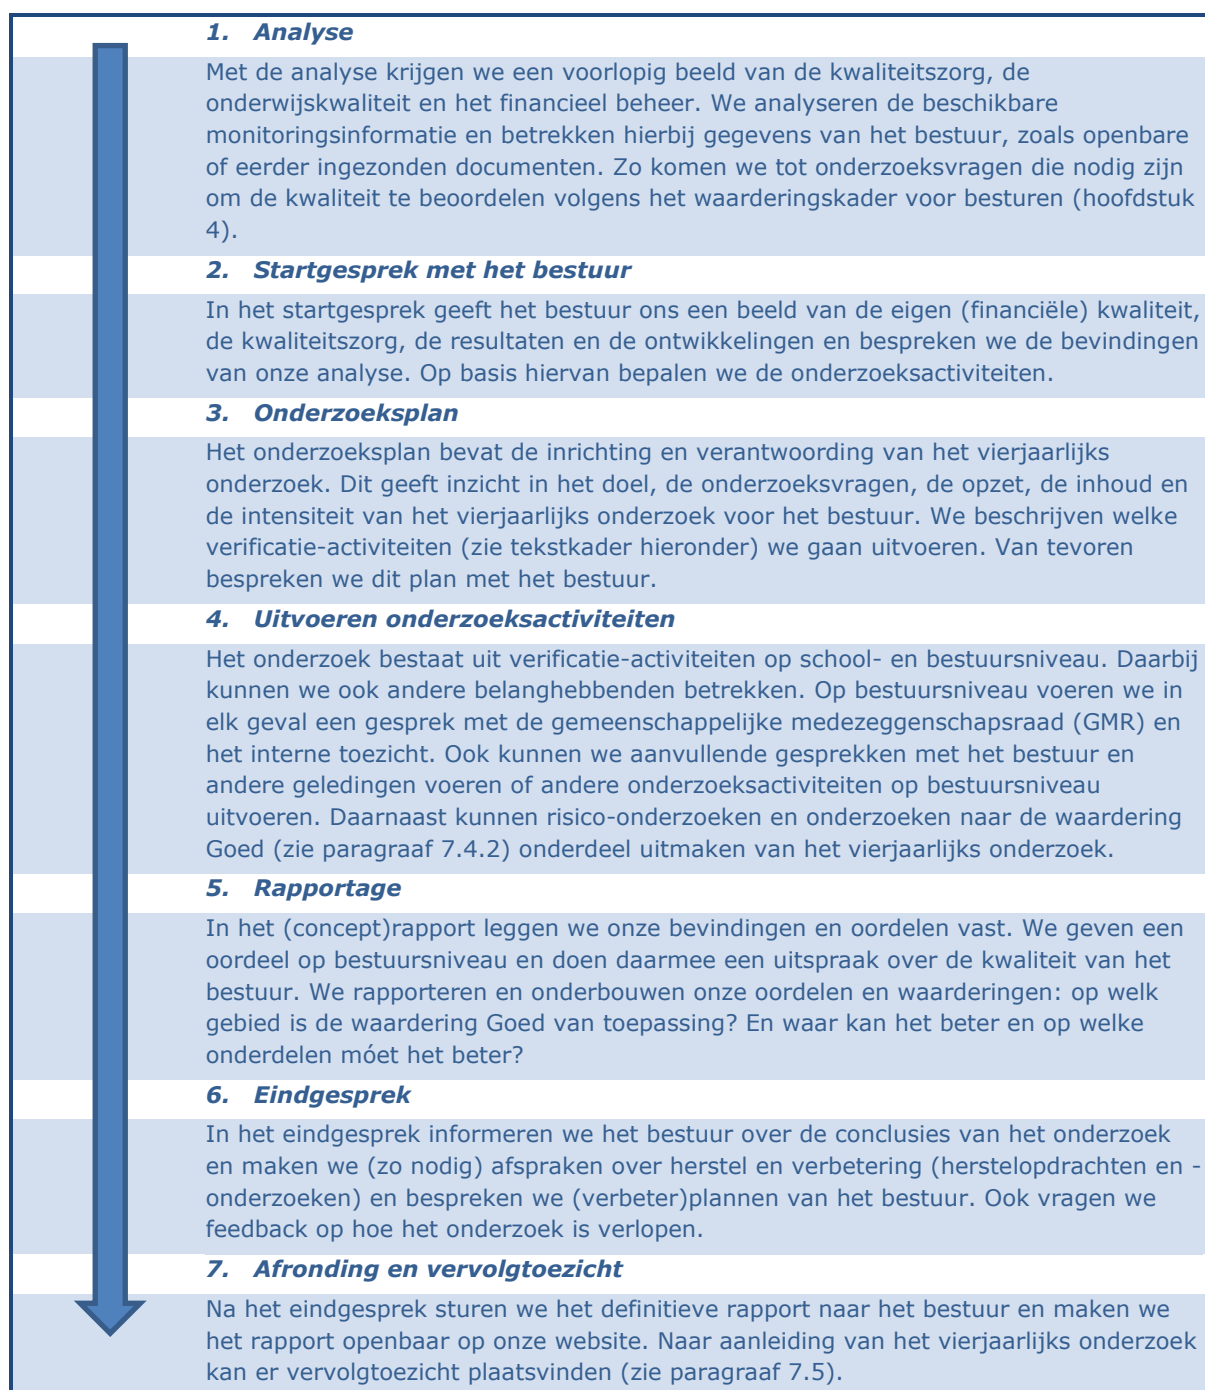 1. Analyse
Met de analyse krijgen we een voorlopig beeld van de kwaliteitszorg, de
onderwijskwaliteit en het financieel beheer. We analyseren de beschikbare
monitoringsinformatie en betrekken hierbij gegevens van het bestuur, zoals openbare
of eerder ingezonden documenten. Zo komen we tot onderzoeksvragen die nodig zijn
om de kwaliteit te beoordelen volgens het waarderingskader voor besturen (hoofdstuk
4).
2. Startgesprek met het bestuur
In het startgesprek geeft het bestuur ons een beeld van de eigen (financiële) kwaliteit,
de kwaliteitszorg, de resultaten en de ontwikkelingen en bespreken we de bevindingen
van onze analyse. Op basis hiervan bepalen we de onderzoeksactiviteiten.
3. Onderzoeksplan
Het onderzoeksplan bevat de inrichting en verantwoording van het vierjaarlijks
onderzoek. Dit geeft inzicht in het doel, de onderzoeksvragen, de opzet, de inhoud en
de intensiteit van het vierjaarlijks onderzoek voor het bestuur. We beschrijven welke
verificatie-activiteiten (zie tekstkader hieronder) we gaan uitvoeren. Van tevoren
bespreken we dit plan met het bestuur.
4. Uitvoeren onderzoeksactiviteiten
Het onderzoek bestaat uit verificatie-activiteiten op school- en bestuursniveau. Daarbij
kunnen we ook andere belanghebbenden betrekken. Op bestuursniveau voeren we in
elk geval een gesprek met de gemeenschappelijke medezeggenschapsraad (GMR) en
het interne toezicht. Ook kunnen we aanvullende gesprekken met het bestuur en
andere geledingen voeren of andere onderzoeksactiviteiten op bestuursniveau
uitvoeren. Daarnaast kunnen risico-onderzoeken en onderzoeken naar de waardering
Goed (zie paragraaf 7.4.2) onderdeel uitmaken van het vierjaarlijks onderzoek.
5. Rapportage
In het (concept)rapport leggen we onze bevindingen en oordelen vast. We geven een
oordeel op bestuursniveau en doen daarmee een uitspraak over de kwaliteit van het
bestuur. We rapporteren en onderbouwen onze oordelen en waarderingen: op welk
gebied is de waardering Goed van toepassing? En waar kan het beter en op welke
onderdelen móet het beter?
6. Eindgesprek
In het eindgesprek informeren we het bestuur over de conclusies van het onderzoek
en maken we (zo nodig) afspraken over herstel en verbetering (herstelopdrachten en -
onderzoeken) en bespreken we (verbeter)plannen van het bestuur. Ook vragen we
feedback op hoe het onderzoek is verlopen.
7. Afronding en vervolgtoezicht
Na het eindgesprek sturen we het definitieve rapport naar het bestuur en maken we
het rapport openbaar op onze website. Naar aanleiding van het vierjaarlijks onderzoek
kan er vervolgtoezicht plaatsvinden (zie paragraaf 7.5).